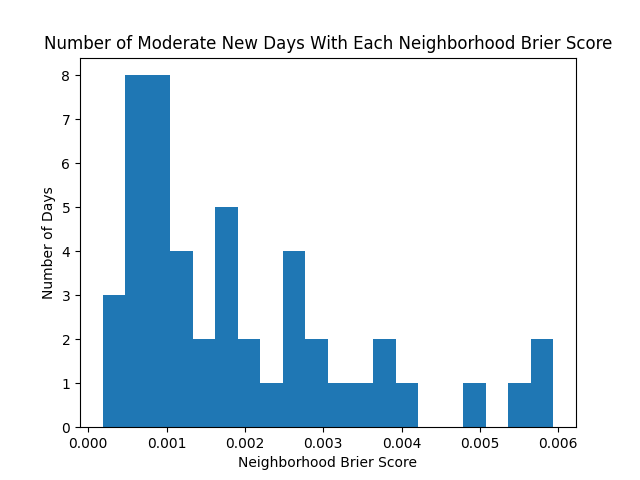 Number of Moderate New Days With Each Neighborhood Brier Score
8
7
6
5
4
3
2
1
0
Number of Days
0.000 0.001 0.002 0.003 0.004 0.005 0.006
Neighborhood Brier Score